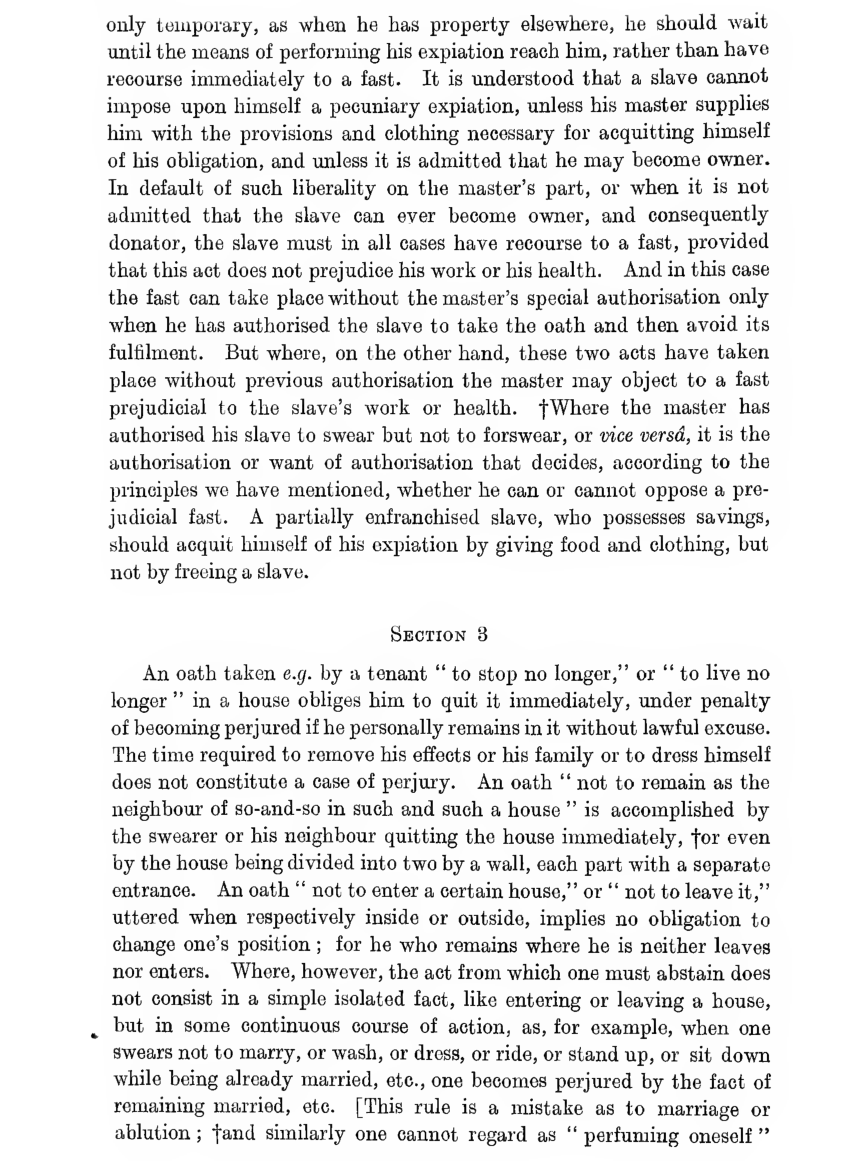 only temporary, as when he has property elsewhere, he should wait
until the means of performing his expiation reach him, rather than have
recourse immediately to a fast. It is understood that a slave cannot
impose upon himself a pecuniary expiation, unless his master supplies
him with the provisions and clothing necessary for acquitting himself
of his obligation, and unless it is admitted that he may become owner.
In default of such liberality on the master's part, or when it is not
admitted that the slave can ever become owner, and consequently
donator, the slave must in all cases have recourse to a fast, provided
that this act does not prejudice his work or his health. And in this case
the fast can take place without the master's special authorisation only
when he has authorised the slave to take the oath and then avoid its
fulfilment. But where, on the other hand, these two acts have taken
place without previous authorisation the master may object to a fast
prejudicial to the slave's work or health. †Where the master has
authorised his slave to swear but not to forswear, or vice versâ, it is the
authorisation or want of authorisation that decides, according to the
principles we have mentioned, whether he can or cannot oppose a pre-
judicial fast. A partially enfranchised slave, who possesses savings,
should acquit himself of his expiation by giving food and clothing, but
not by freeing a slave.
SECTION 3
An oath taken e.g. by a tenant "to stop no longer," or "to live no
longer" in a house obliges him to quit it immediately, under penalty
of becoming perjured if he personally remains in it without lawful excuse.
The time required to remove his effects or his family or to dress himself
does not constitute a case of perjury. An oath "not to remain as the
neighbour of so-and-so in such and such a house" is accomplished by
the swearer or his neighbour quitting the house immediately, †or even
by the house being divided into two by a wall, each part with a separate
entrance. An oath "not to enter a certain house," or "not to leave it,"
uttered when respectively inside or outside, implies no obligation to
change one's position; for he who remains where he is neither leaves
nor enters. Where, however, the act from which one must abstain does
not consist in a simple isolated fact, like entering or leaving a house,
but in some continuous course of action, as, for example, when one
swears not to marry, or wash, or dress, or ride, or stand up, or sit down
while being already married, etc., one becomes perjured by the fact of
remaining married, etc. [This rule is a mistake as to marriage or
ablution; †and similarly one cannot regard as "perfuming oneself"